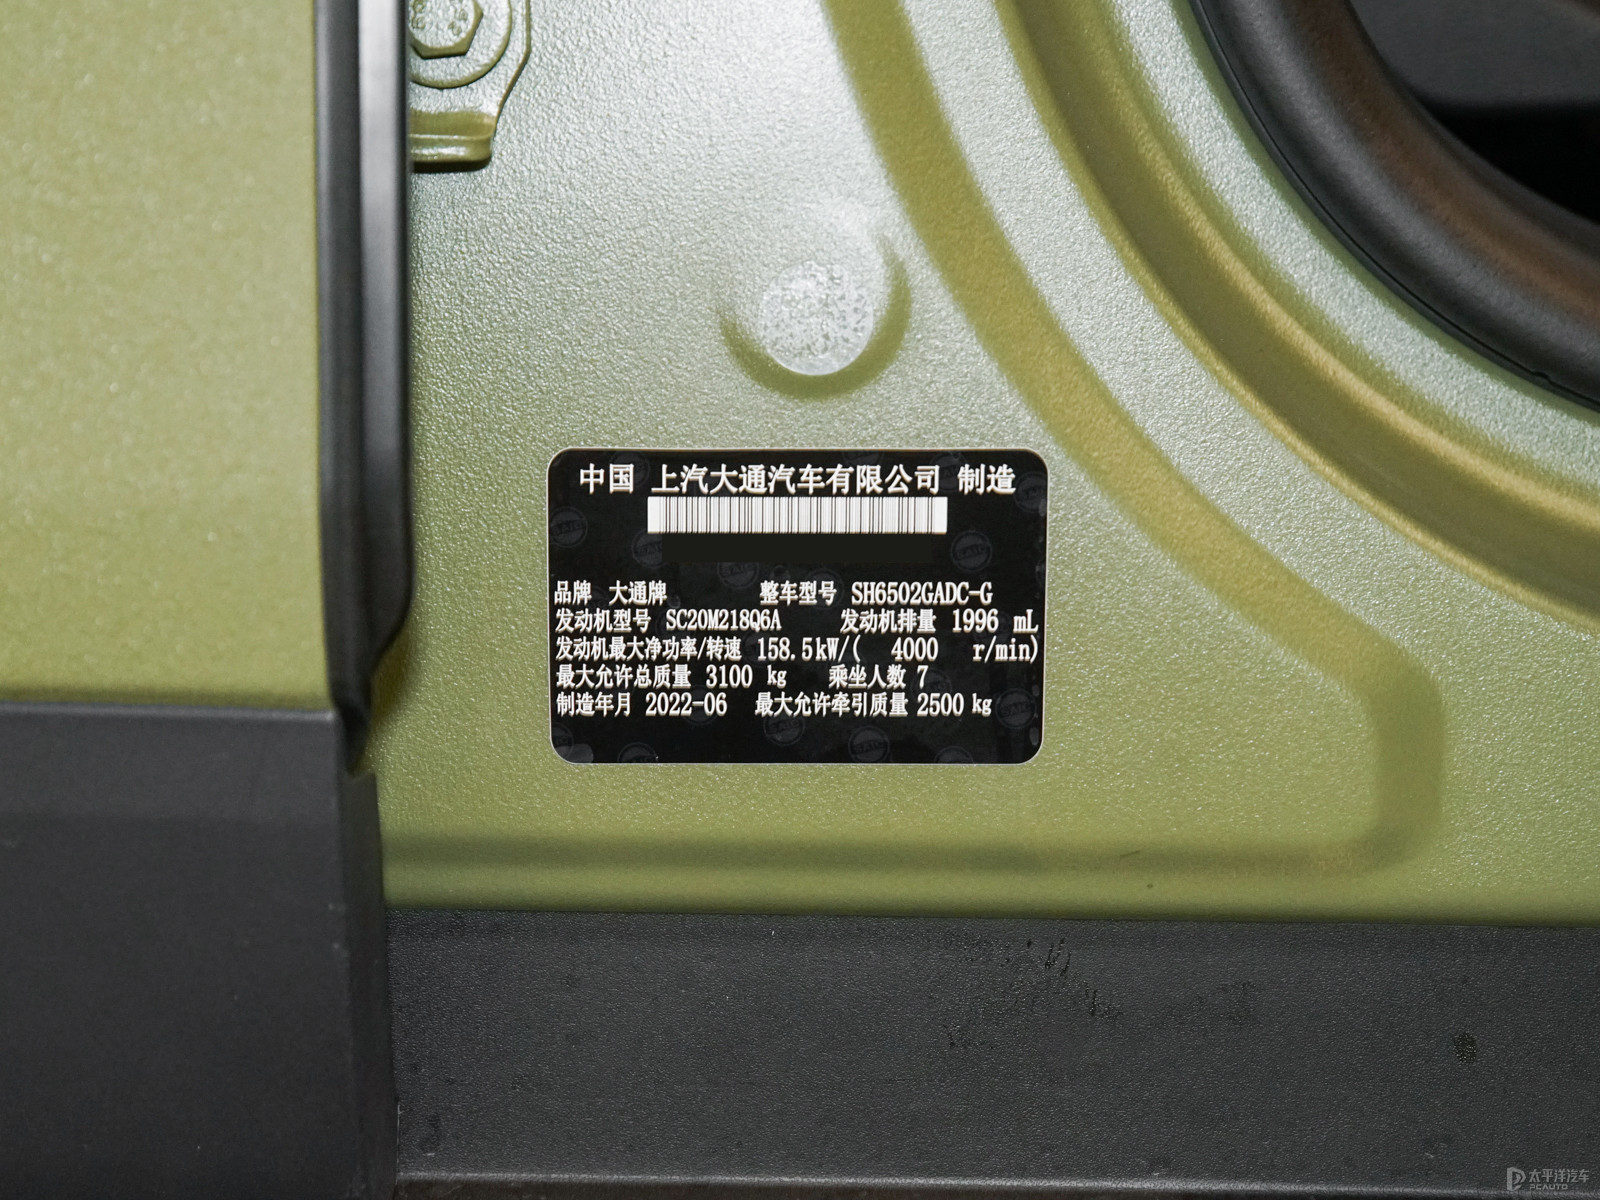 中国 上汽大通汽车有限公司 制造
品牌 大通牌 整车型号 SH6502GADC-G
发动机型号 SC20M218Q6A 发动机排量 1996 mL
发动机最大净功率/转速 158.5kW/( 4000 r/min)
最大允许总质量 3100 kg 乘坐人数 7
制造年月 2022-06 最大允许牵引质量 2500 kg
太平洋汽车
PCAUTO